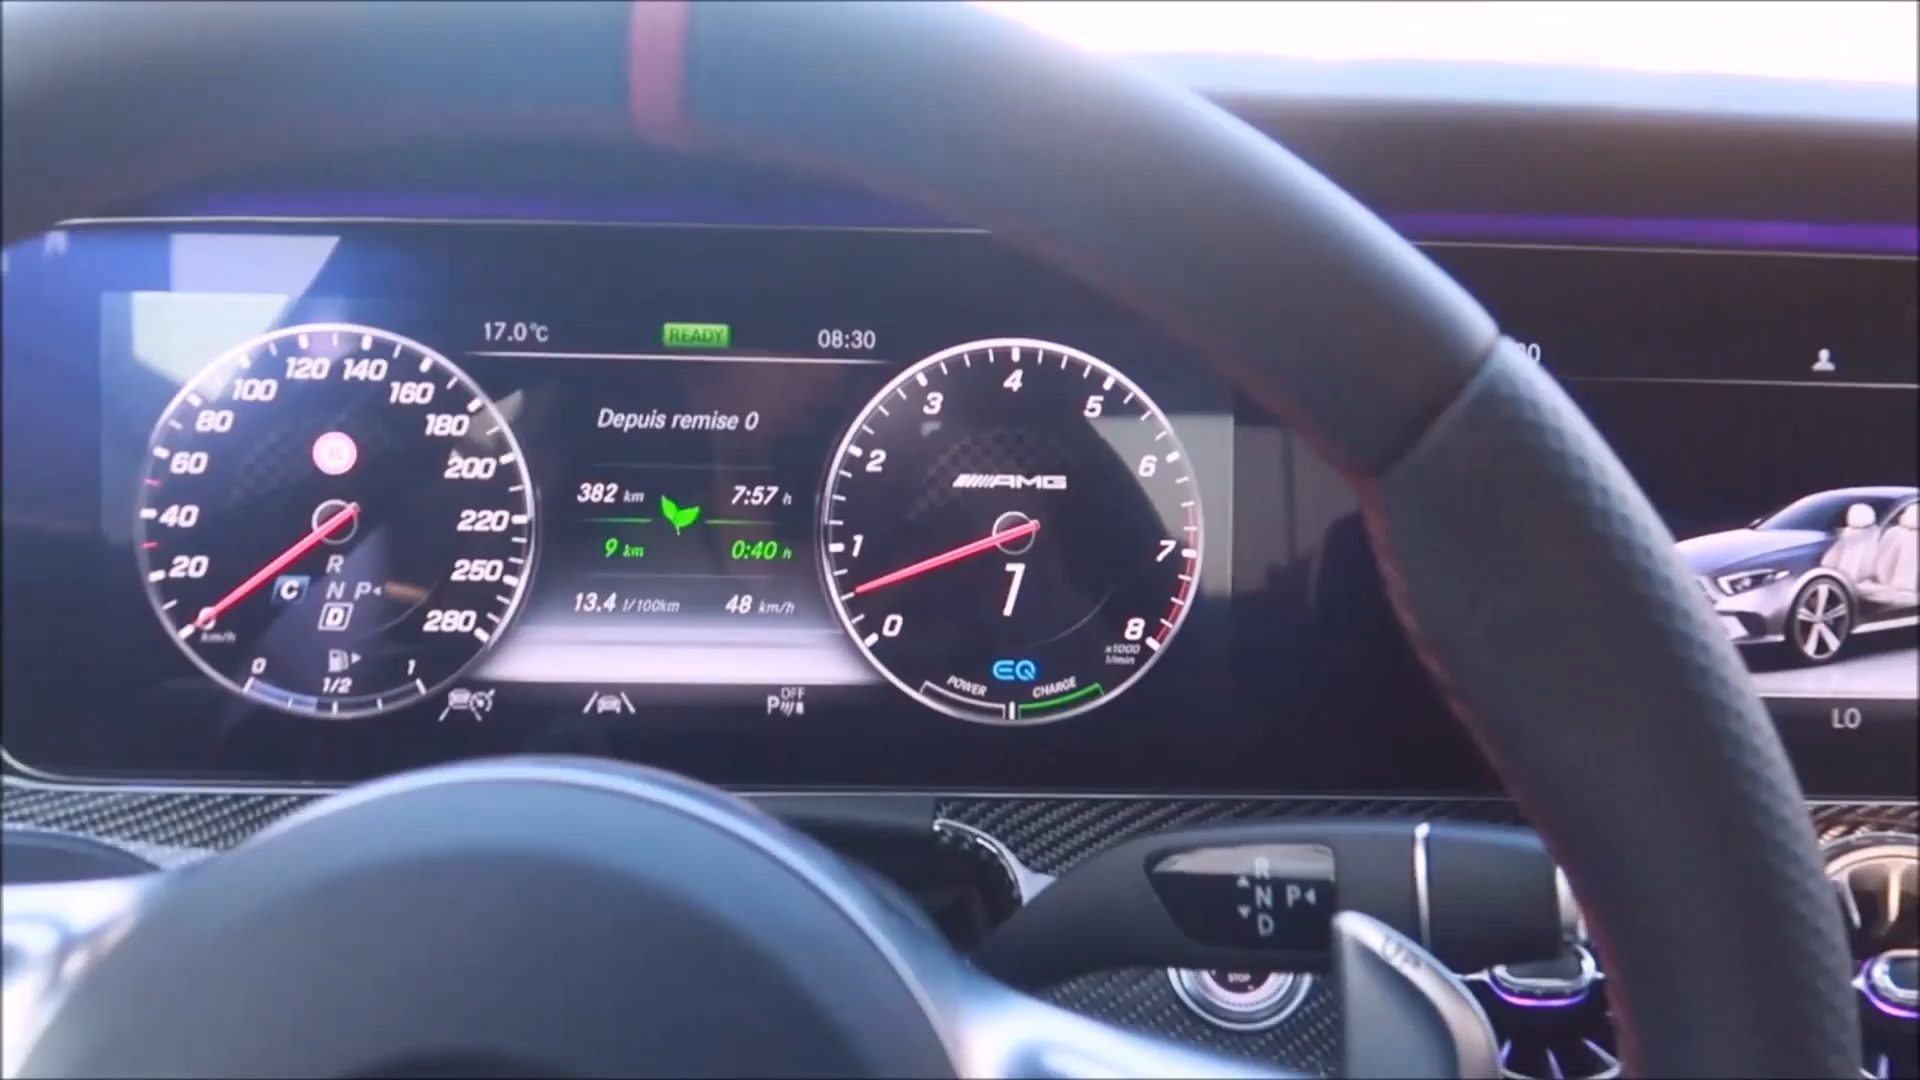 17.0°C READY 08:30
Depuis remise 0
382 km 7:57 h
9 km 0:40 h
13.4 l/100km 48 km/h
20 40 60 80 100 120 140 160 180 200 220 250 280
km/h
R
C N P
D
0 1/2 1
0 1 2 3 4 5 6 7 8
AMG
1
x1000
1/min
EQ
POWER CHARGE
OFF
P
LO
R
N P
D
STOP
UP